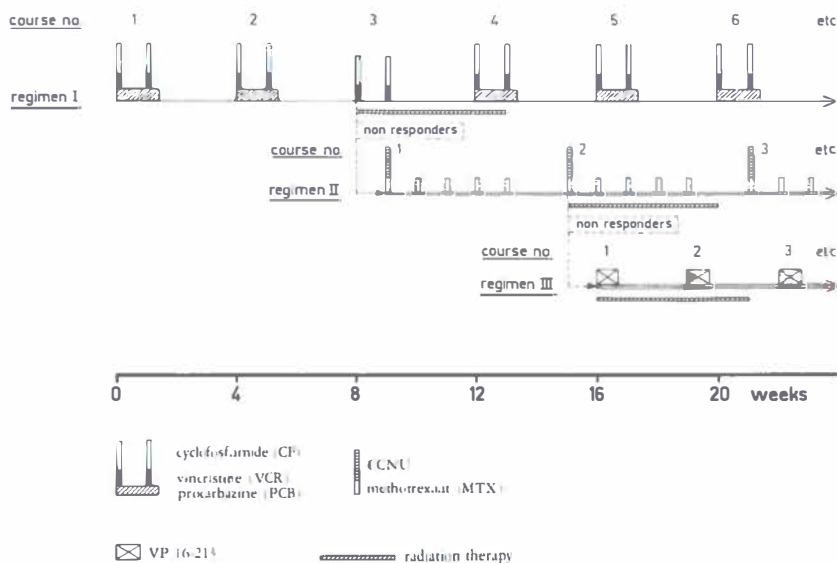 course no. 1 2 3 4 5 6 etc
regimen I
non responders
course no. 1 2 3 etc
regimen II
non responders
course no. 1 2 3 etc
regimen III
0 4 8 12 16 20 weeks
cyclofosfamide (CF)
vincristine (VCR)
procarbazine (PCB)
CCNU
methotrexaat (MTX)
VP 16-213
radiation therapy